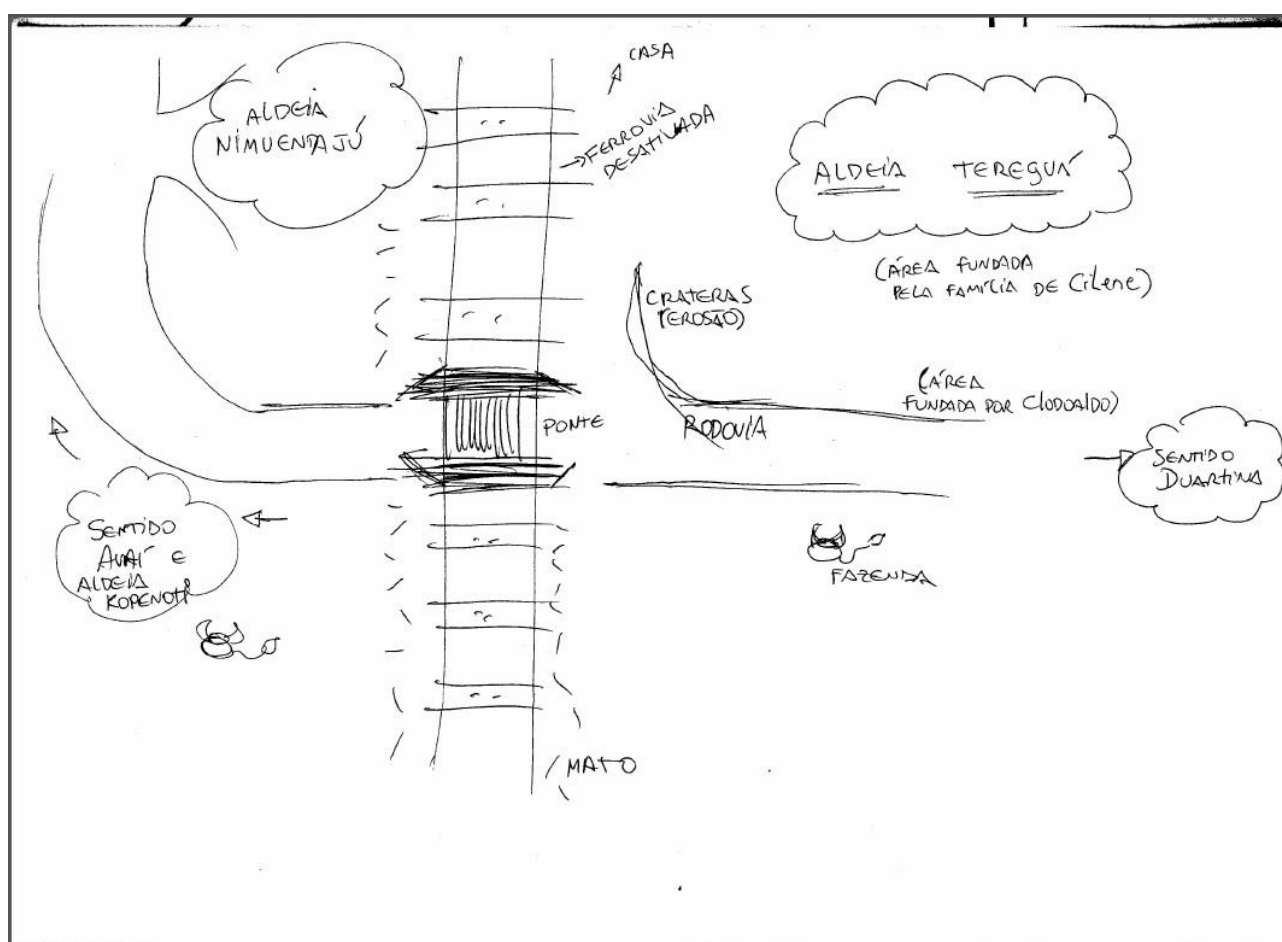 CASA
ALDEIA
NIMUENDAJÚ
FERROVIA
DESATIVADA
ALDEIA TEREGUÁ
(ÁREA FUNDADA
PELA FAMÍLIA DE CILENE)
CRATERAS
(EROSÃO)
(ÁREA
FUNDADA POR CLODOALDO)
PONTE
RODOVIA
SENTIDO
DUARTINA
SENTIDO
AVAÍ E
ALDEIA
KOPENOTI
FAZENDA
MATO